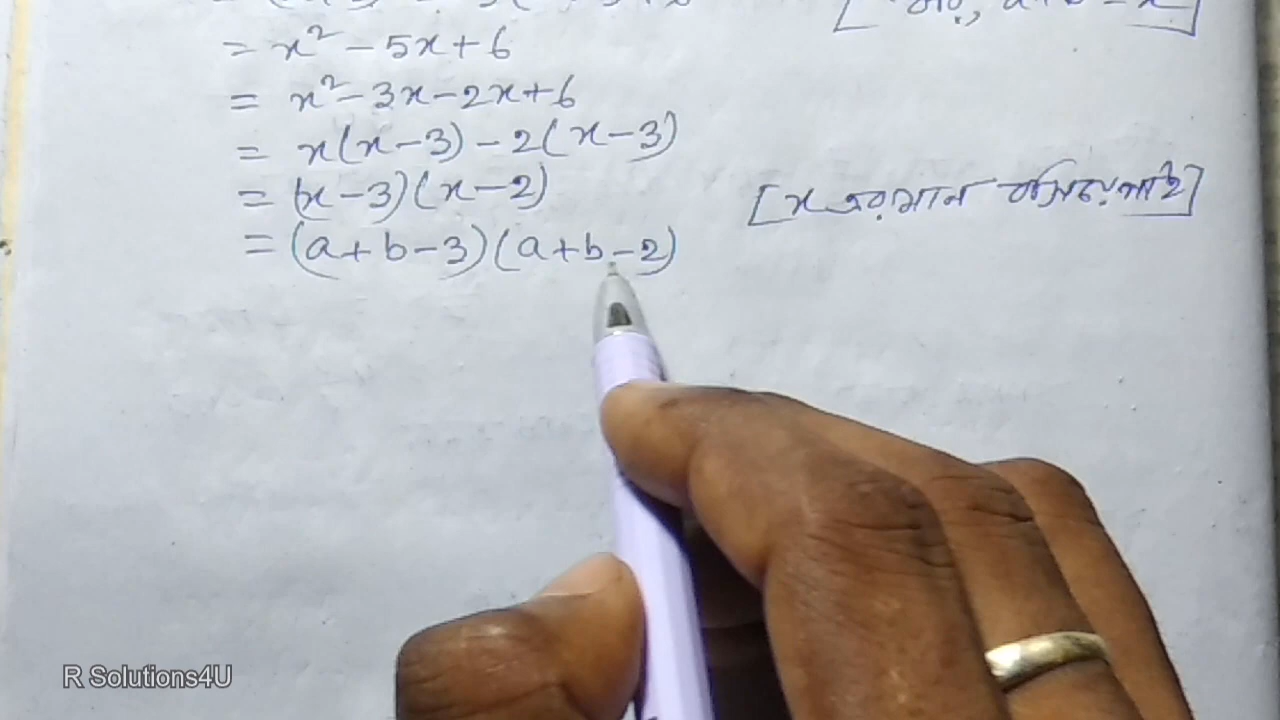 = x² - 5x + 6
= x² - 3x - 2x + 6
= x(x-3) - 2(x-3)
= (x-3)(x-2)
[x এর মান বসিয়ে পাই]
= (a+b-3)(a+b-2)
R Solutions4U